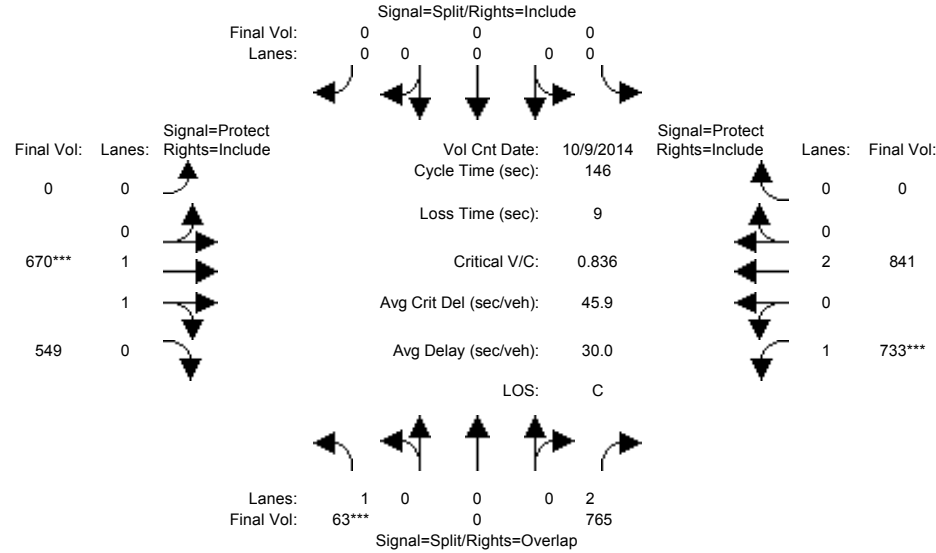 Signal=Split/Rights=Include
Final Vol: 0 0 0
Lanes: 0 0 0 0 0
Signal=Protect Signal=Protect
Final Vol: Lanes: Rights=Include Vol Cnt Date: 10/9/2014 Rights=Include Lanes: Final Vol:
Cycle Time (sec): 146
0 0 0 0
Loss Time (sec): 9
0 0
670*** 1 Critical V/C: 0.836 2 841
1 Avg Crit Del (sec/veh): 45.9 0
549 0 Avg Delay (sec/veh): 30.0 1 733***
LOS: C
Lanes: 1 0 0 0 2
Final Vol: 63*** 0 765
Signal=Split/Rights=Overlap